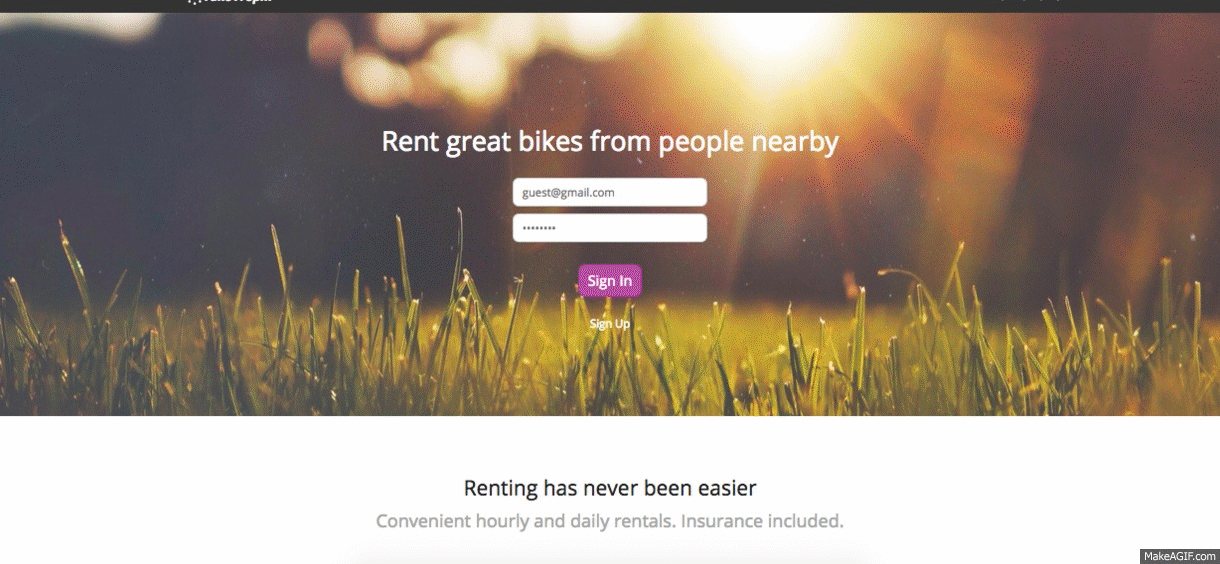 Rent great bikes from people nearby
guest@gmail.com
••••••••
Sign In
Sign Up
Renting has never been easier
Convenient hourly and daily rentals. Insurance included.
MakeAGIF.com